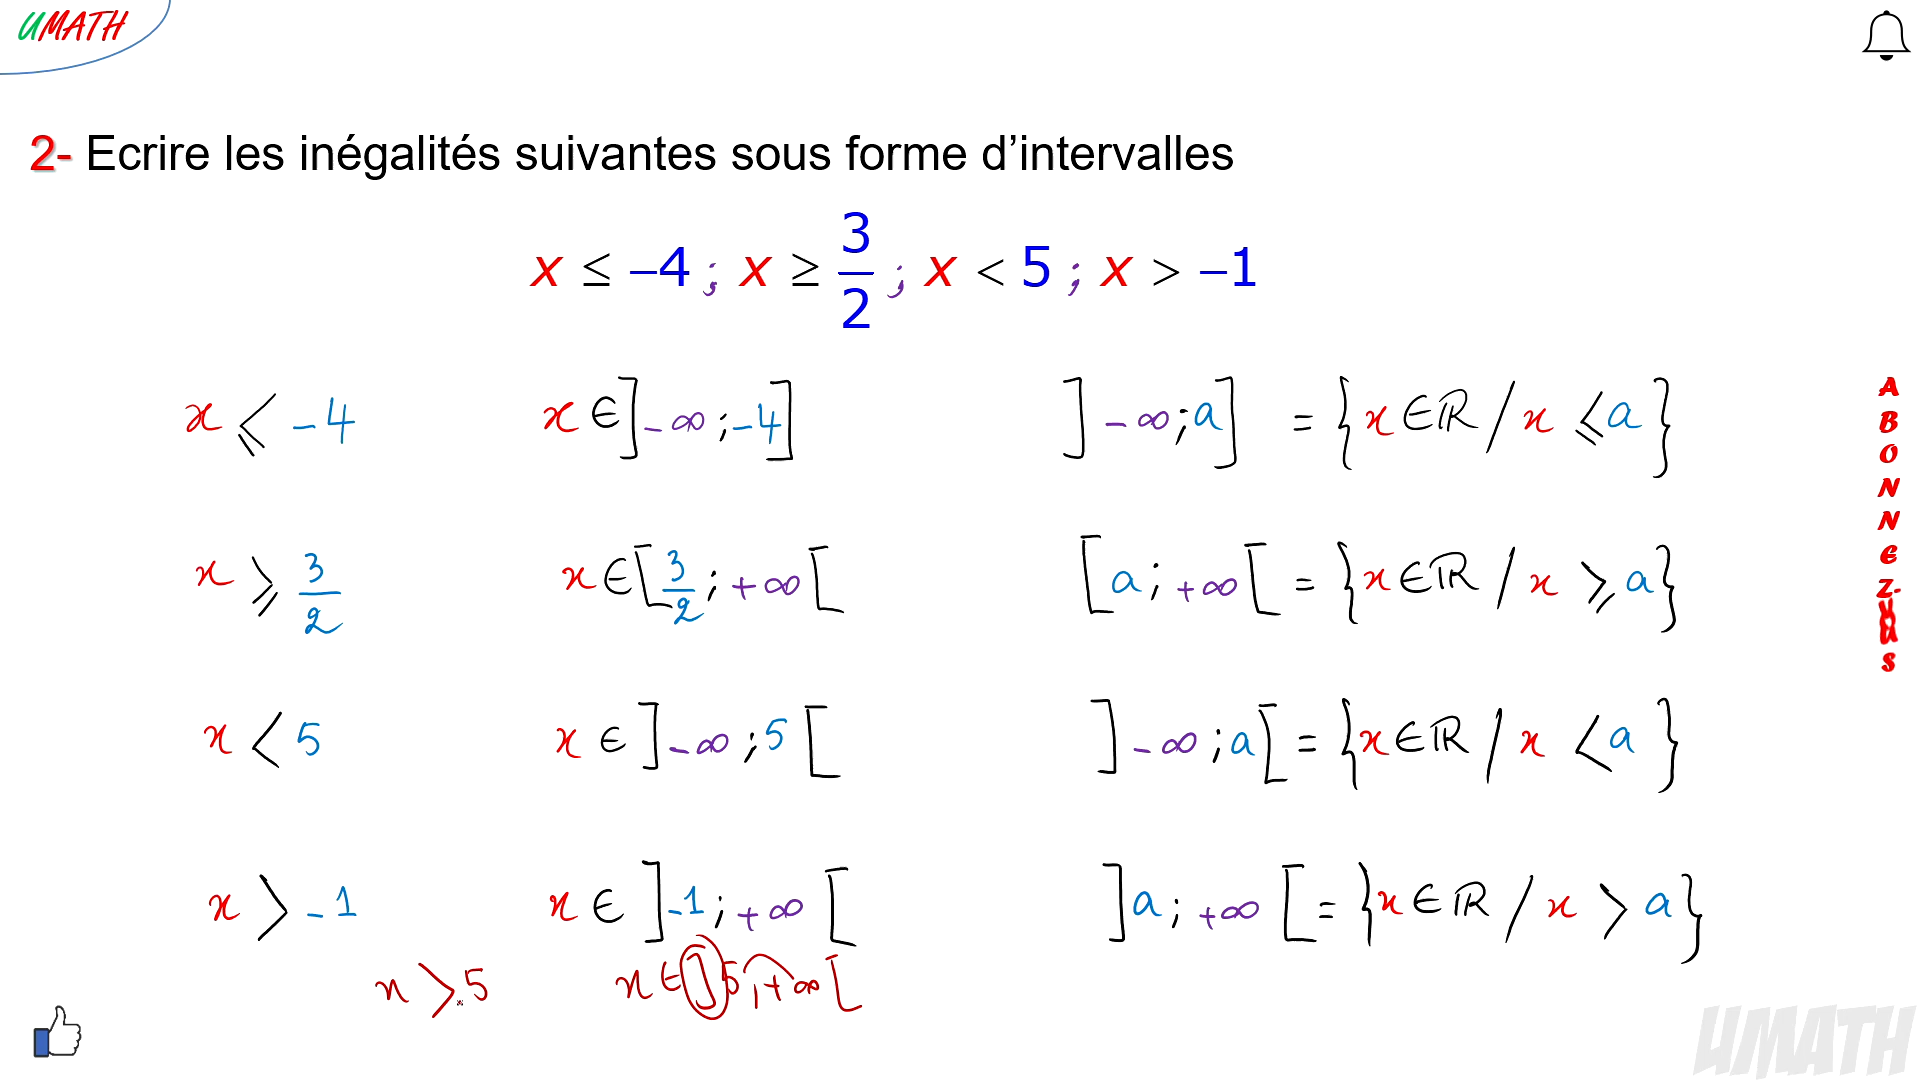 UMATH
2- Ecrire les inégalités suivantes sous forme d’intervalles
x ≤ −4 ; x ≥ 3/2 ; x < 5 ; x > −1
x ⩽ -4 x ∈ ]-∞ ; -4] ]-∞ ; a] = {x ∈ ℝ / x ⩽ a}
x ⩾ 3/2 x ∈ [3/2 ; +∞[ [a ; +∞[ = {x ∈ ℝ / x ⩾ a}
x < 5 x ∈ ]-∞ ; 5[ ]-∞ ; a[ = {x ∈ ℝ / x < a}
x > -1 x ∈ ]-1 ; +∞[ ]a ; +∞[ = {x ∈ ℝ / x > a}
x > 5 x ∈ ]5 ; +∞[
ABONNEZ-VOUS
UMATH